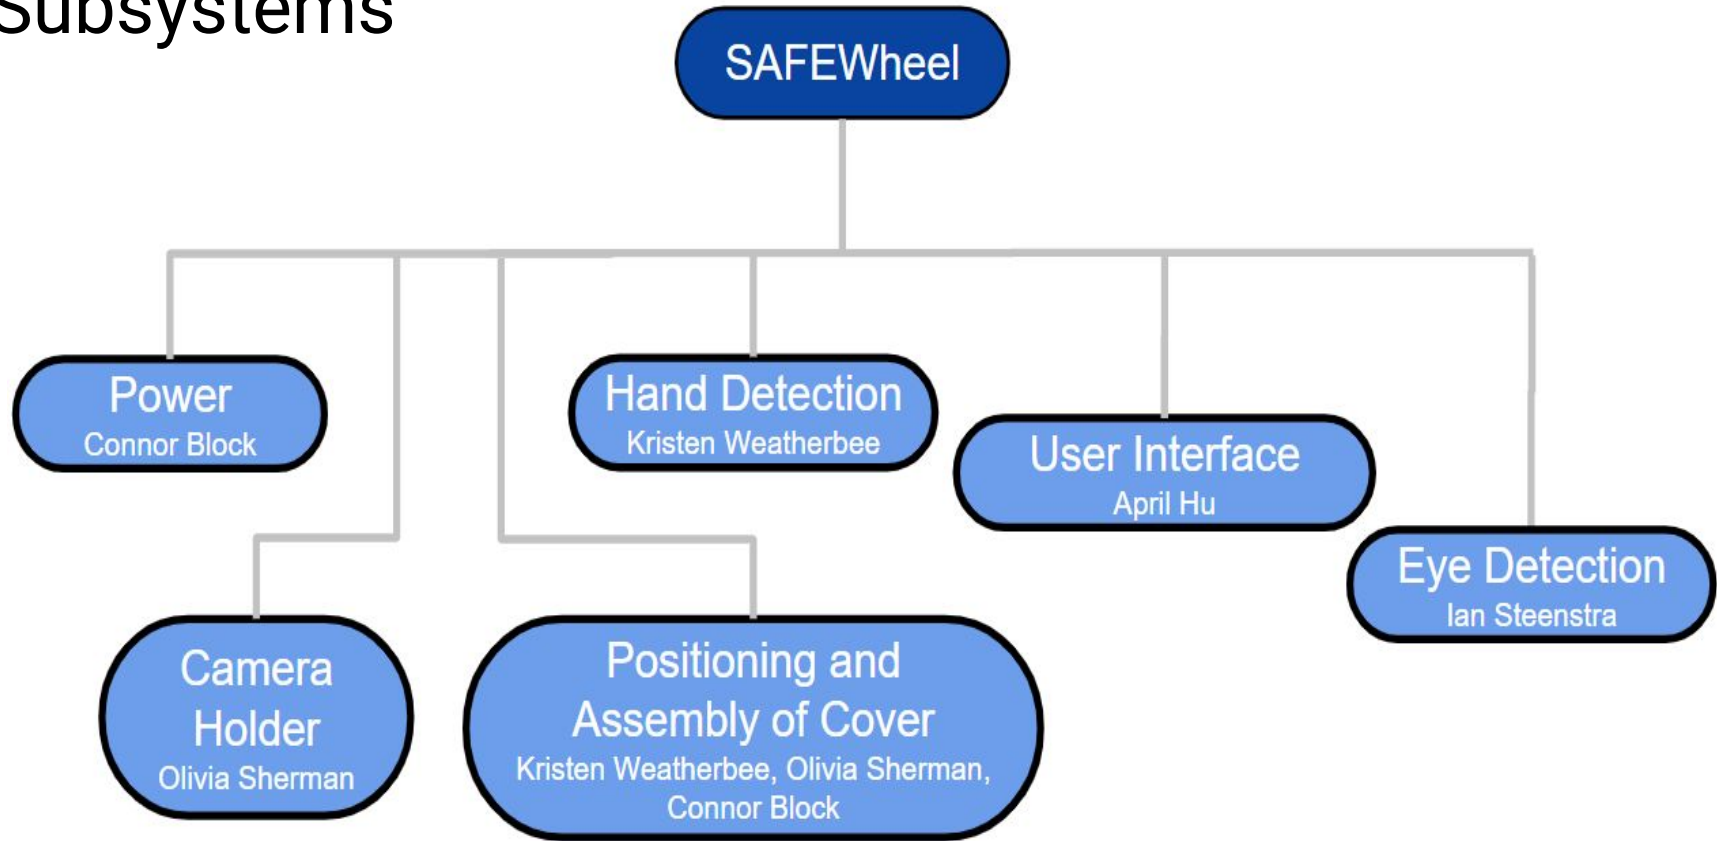 Subsystems
SAFEWheel
Power
Connor Block
Hand Detection
Kristen Weatherbee
User Interface
April Hu
Eye Detection
Ian Steenstra
Camera
Holder
Olivia Sherman
Positioning and
Assembly of Cover
Kristen Weatherbee, Olivia Sherman,
Connor Block